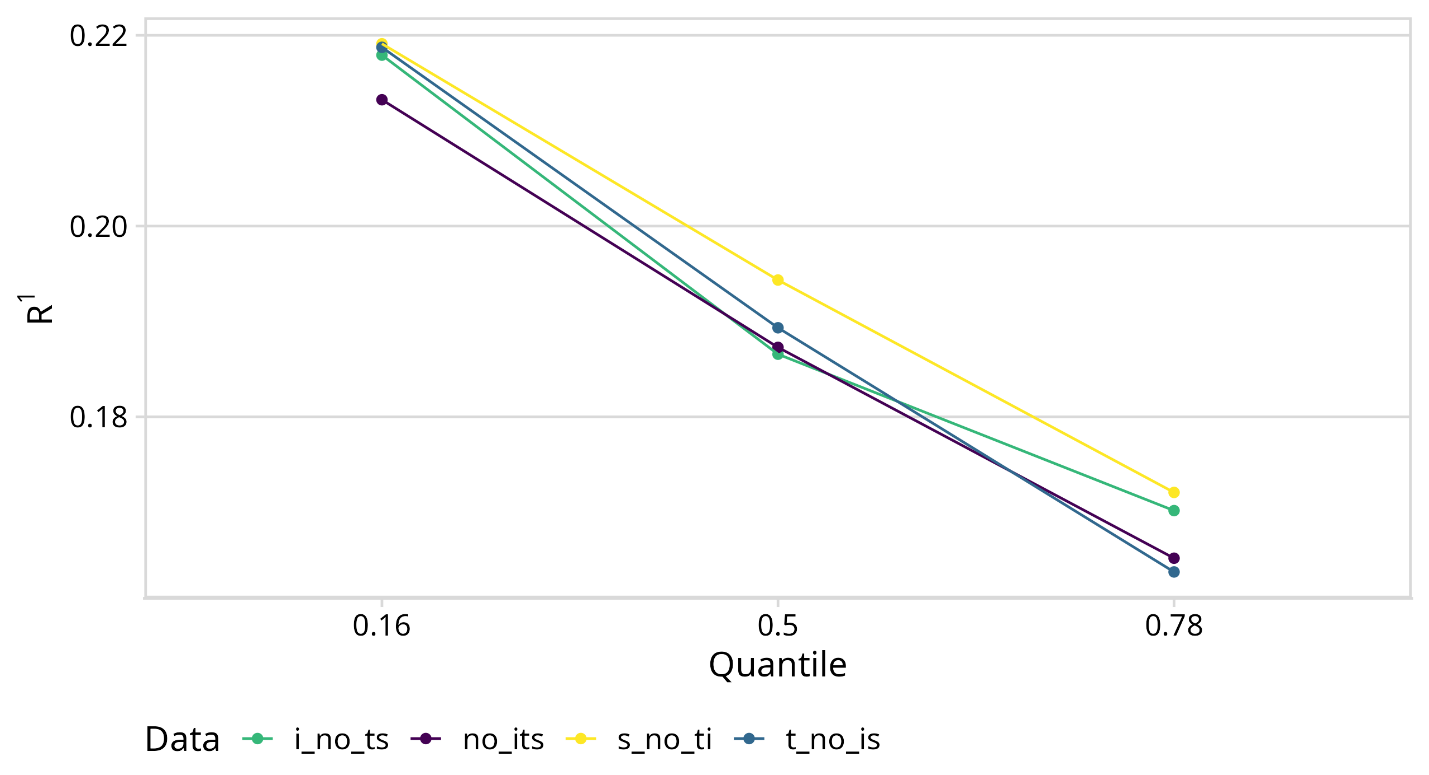 0.22
0.20
0.18
R¹
0.16 0.5 0.78
Quantile
Data i_no_ts no_its s_no_ti t_no_is